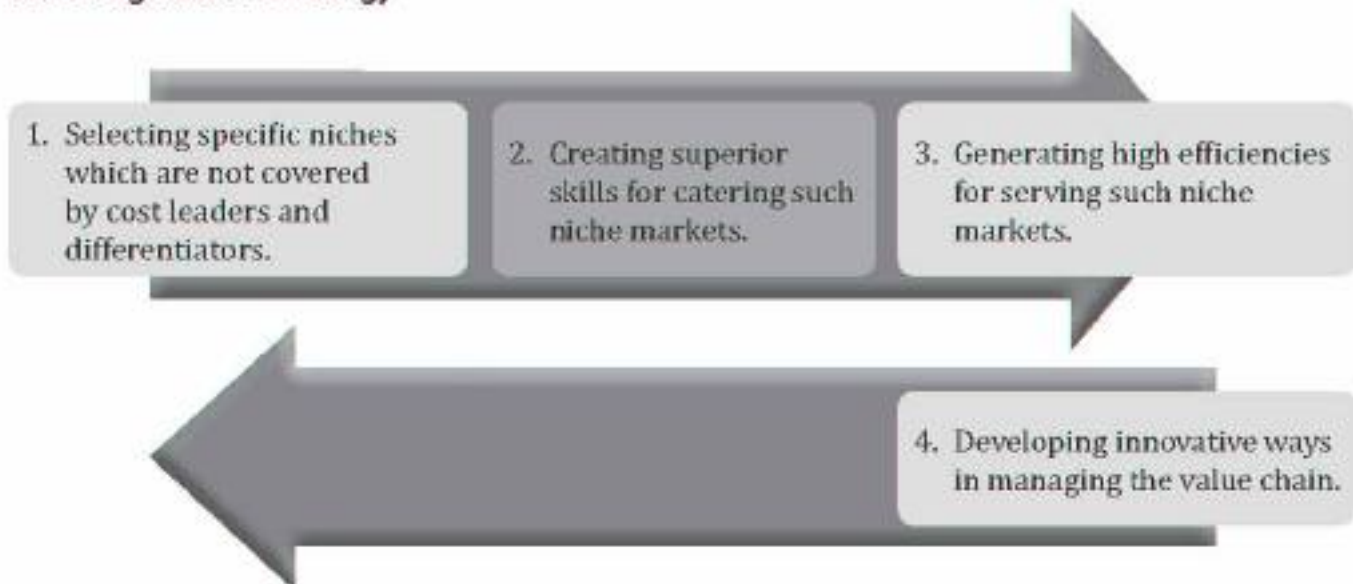 1. Selecting specific niches
which are not covered
by cost leaders and
differentiators.
2. Creating superior
skills for catering such
niche markets.
3. Generating high efficiencies
for serving such niche
markets.
4. Developing innovative ways
in managing the value chain.